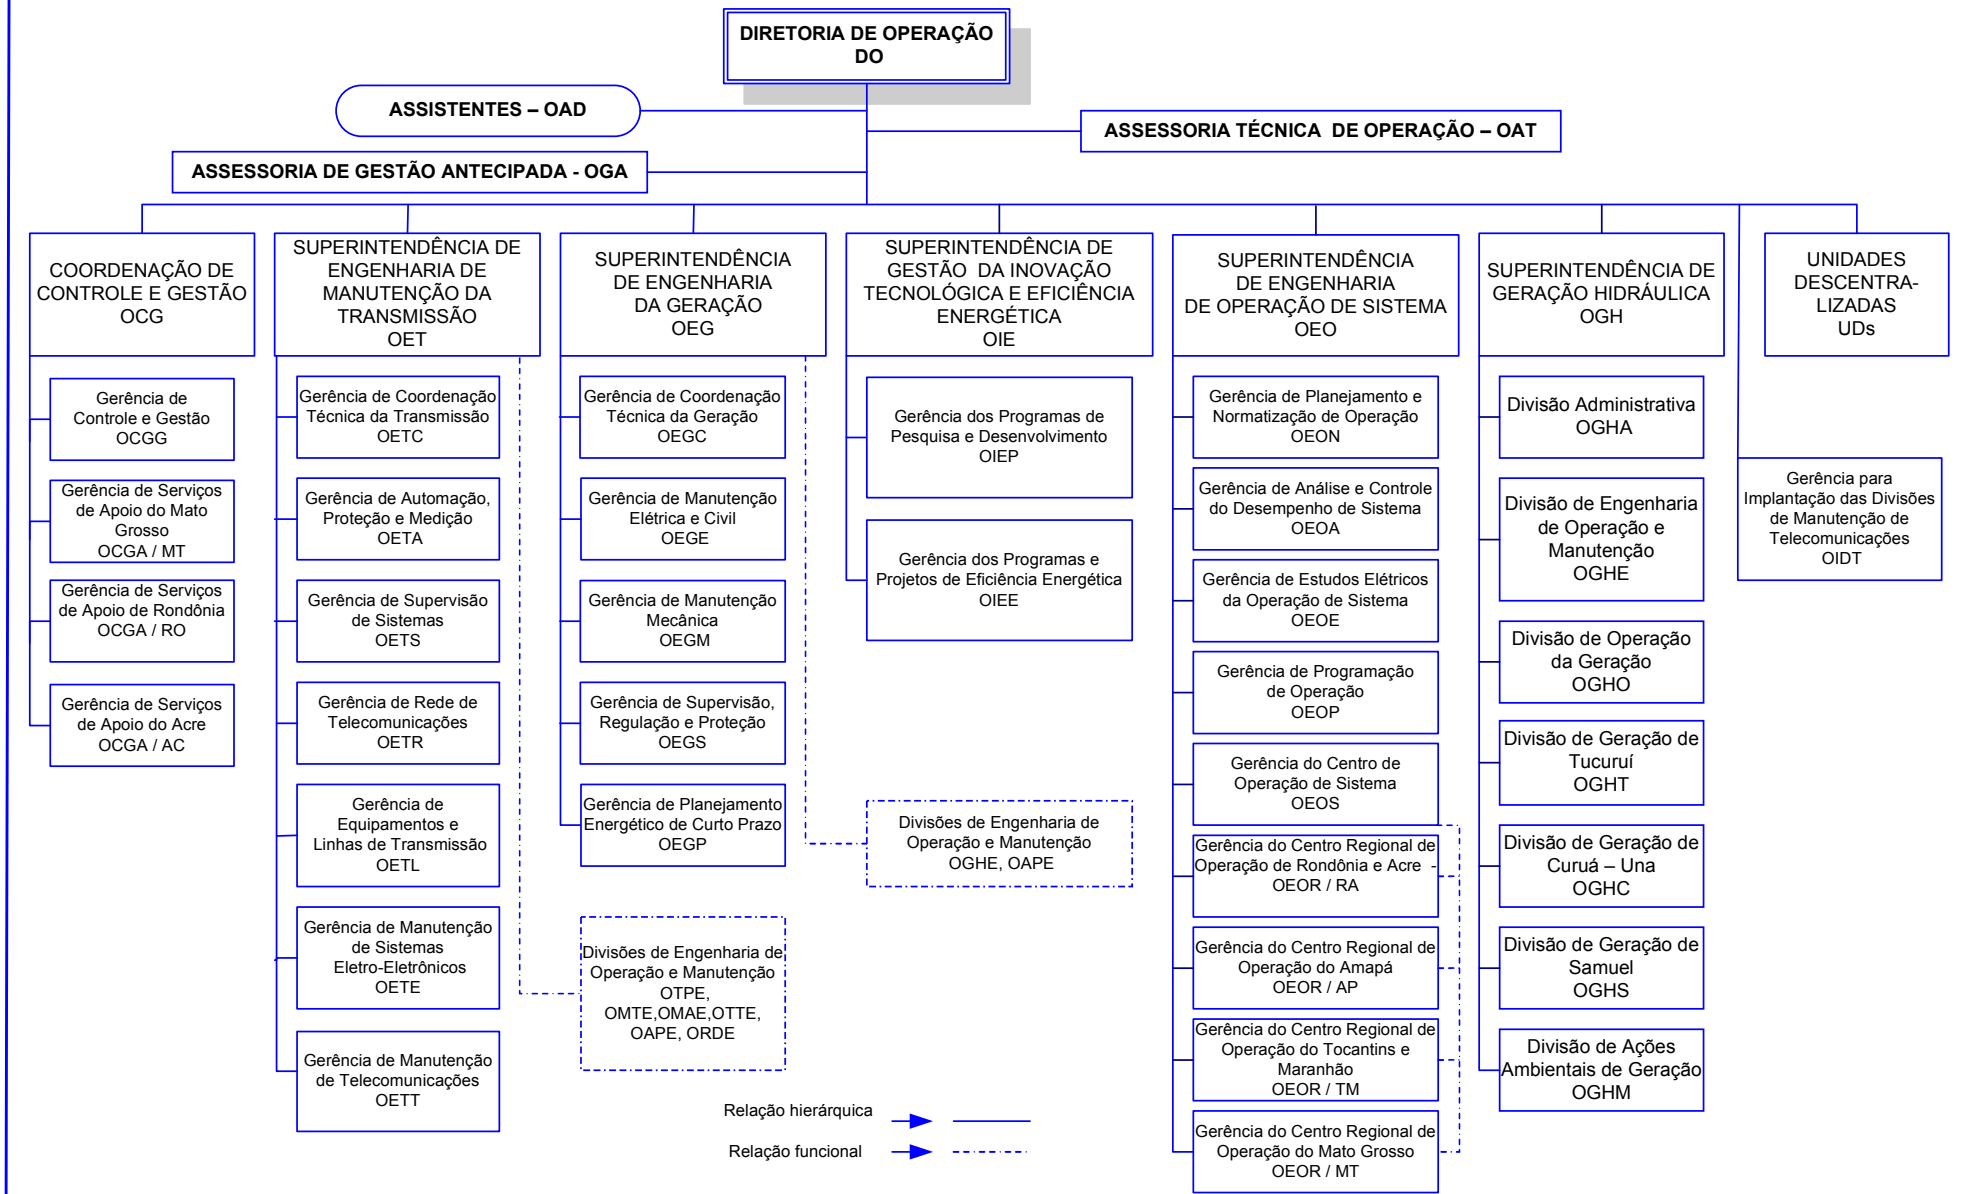 DIRETORIA DE OPERAÇÃO
DO
ASSISTENTES – OAD
ASSESSORIA TÉCNICA  DE OPERAÇÃO – OAT
ASSESSORIA DE GESTÃO ANTECIPADA - OGA
COORDENAÇÃO DE
CONTROLE E GESTÃO
OCG
Gerência de
Controle e Gestão
OCGG
Gerência de Serviços
de Apoio do Mato
Grosso
OCGA / MT
Gerência de Serviços
de Apoio de Rondônia
OCGA / RO
Gerência de Serviços
de Apoio do Acre
OCGA / AC
SUPERINTENDÊNCIA DE
ENGENHARIA DE
MANUTENÇÃO DA
TRANSMISSÃO
OET
Gerência de Coordenação
Técnica da Transmissão
OETC
Gerência de Automação,
Proteção e Medição
OETA
Gerência de Supervisão
de Sistemas
OETS
Gerência de Rede de
Telecomunicações
OETR
Gerência de
Equipamentos e
Linhas de Transmissão
OETL
Gerência de Manutenção
de Sistemas
Eletro-Eletrônicos
OETE
Gerência de Manutenção
de Telecomunicações
OETT
SUPERINTENDÊNCIA
DE ENGENHARIA
DA GERAÇÃO
OEG
Gerência de Coordenação
Técnica da Geração
OEGC
Gerência de Manutenção
Elétrica e Civil
OEGE
Gerência de Manutenção
Mecânica
OEGM
Gerência de Supervisão,
Regulação e Proteção
OEGS
Gerência de Planejamento
Energético de Curto Prazo
OEGP
Divisões de Engenharia de
Operação e Manutenção
OTPE,
OMTE,OMAE,OTTE,
OAPE, ORDE
SUPERINTENDÊNCIA DE
GESTÃO  DA INOVAÇÃO
TECNOLÓGICA E EFICIÊNCIA
ENERGÉTICA
OIE
Gerência dos Programas de
Pesquisa e Desenvolvimento
OIEP
Gerência dos Programas e
Projetos de Eficiência Energética
OIEE
Divisões de Engenharia de
Operação e Manutenção
OGHE, OAPE
SUPERINTENDÊNCIA
DE ENGENHARIA
DE OPERAÇÃO DE SISTEMA
OEO
Gerência de Planejamento e
Normatização de Operação
OEON
Gerência de Análise e Controle
do Desempenho de Sistema
OEOA
Gerência de Estudos Elétricos
da Operação de Sistema
OEOE
Gerência de Programação
de Operação
OEOP
Gerência do Centro de
Operação de Sistema
OEOS
Gerência do Centro Regional de
Operação de Rondônia e Acre  -
OEOR / RA
Gerência do Centro Regional de
Operação do Amapá
OEOR / AP
Gerência do Centro Regional de
Operação do Tocantins e
Maranhão
OEOR / TM
Gerência do Centro Regional de
Operação do Mato Grosso
OEOR / MT
SUPERINTENDÊNCIA DE
GERAÇÃO HIDRÁULICA
OGH
Divisão Administrativa
OGHA
Divisão de Engenharia
de Operação e
Manutenção
OGHE
Divisão de Operação
da Geração
OGHO
Divisão de Geração de
Tucuruí
OGHT
Divisão de Geração de
Curuá – Una
OGHC
Divisão de Geração de
Samuel
OGHS
Divisão de Ações
Ambientais de Geração
OGHM
UNIDADES
DESCENTRA-
LIZADAS
UDs
Gerência para
Implantação das Divisões
de Manutenção de
Telecomunicações
OIDT
Relação hierárquica
Relação funcional